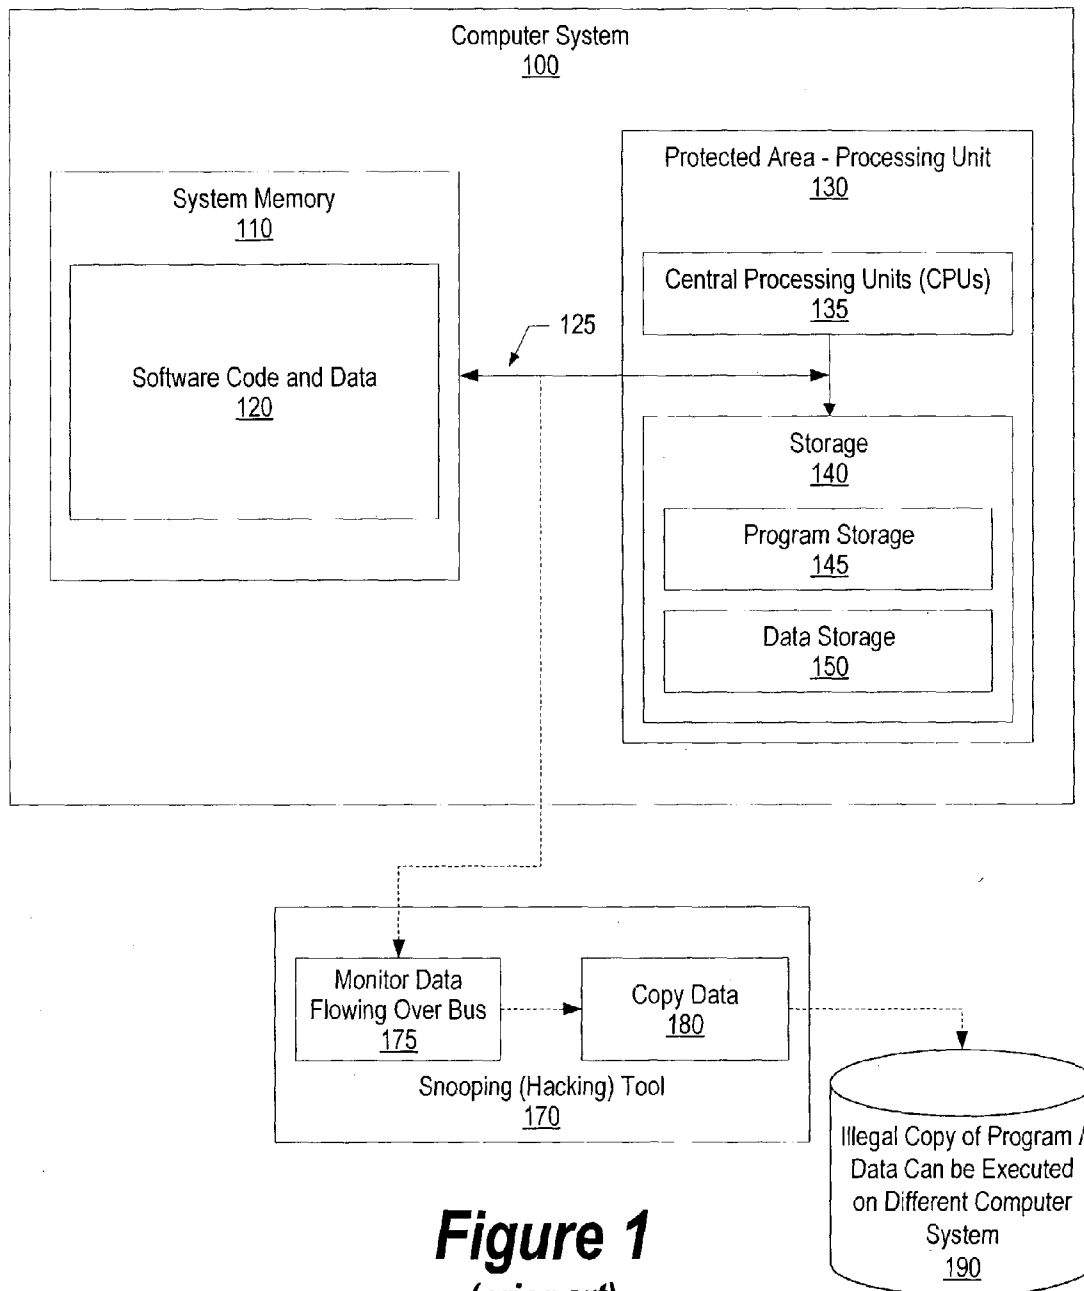 Computer System
100
Protected Area - Processing Unit
130
System Memory
110
Central Processing Units (CPUs)
135
125
Software Code and Data
120
Storage
140
Program Storage
145
Data Storage
150
Monitor Data
Flowing Over Bus
175
Copy Data
180
Snooping (Hacking) Tool
170
Illegal Copy of Program
Data Can be Executed
on Different Computer
System
190
Figure 1
(prior art)